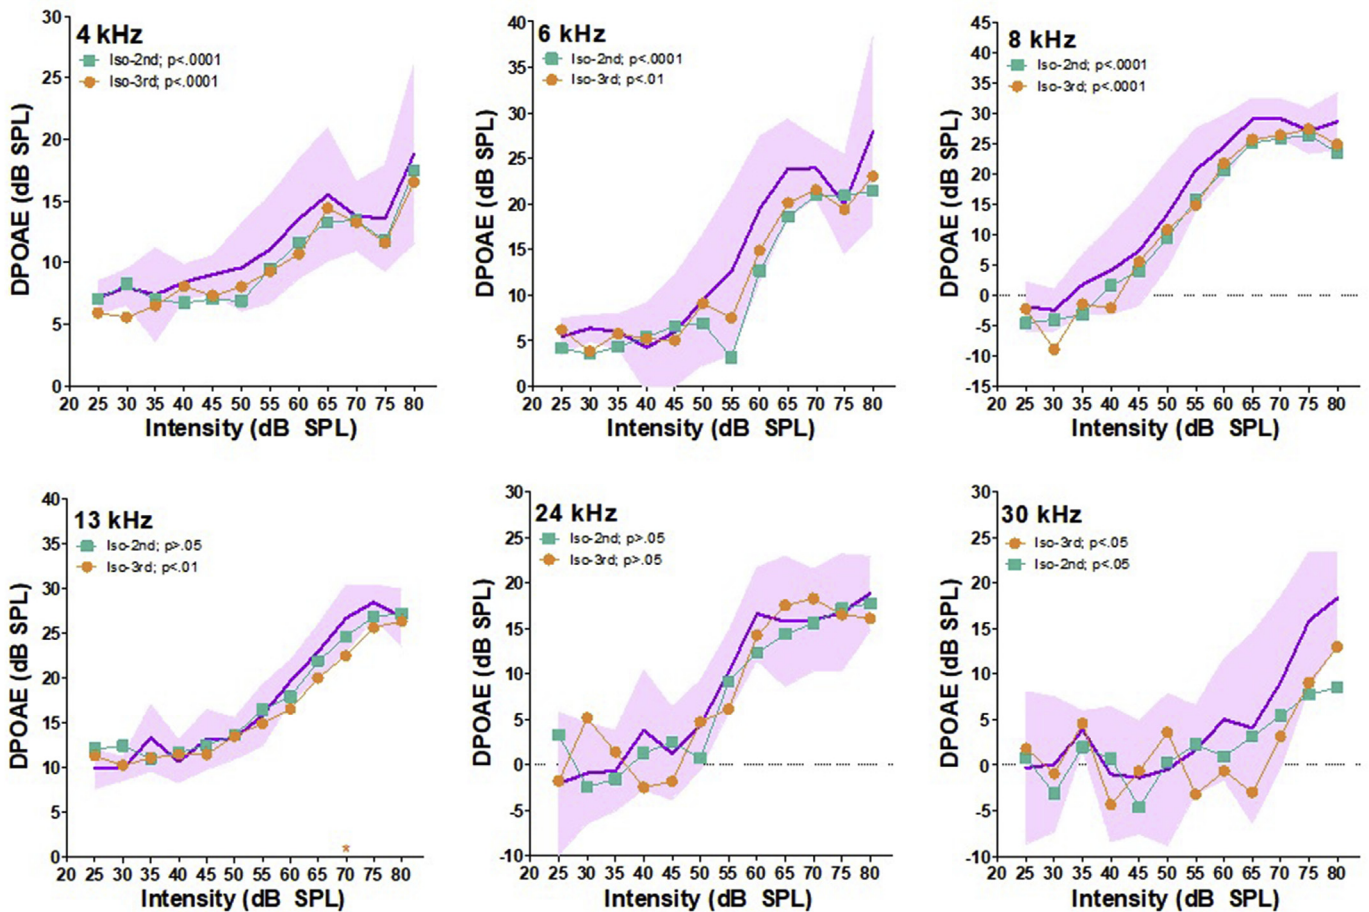 4 kHz
Iso-2nd; p<.0001
Iso-3rd; p<.0001
DPOAE (dB SPL)
30
25
20
15
10
5
0
20 25 30 35 40 45 50 55 60 65 70 75 80
Intensity (dB SPL)
6 kHz
Iso-2nd; p<.0001
Iso-3rd; p<.01
DPOAE (dB SPL)
40
35
30
25
20
15
10
5
0
20 25 30 35 40 45 50 55 60 65 70 75 80
Intensity (dB SPL)
8 kHz
Iso-2nd; p<.0001
Iso-3rd; p<.0001
DPOAE (dB SPL)
45
40
35
30
25
20
15
10
5
0
-5
-10
-15
20 25 30 35 40 45 50 55 60 65 70 75 80
Intensity (dB SPL)
13 kHz
Iso-2nd; p>.05
Iso-3rd; p<.01
DPOAE (dB SPL)
40
35
30
25
20
15
10
5
0
*
20 25 30 35 40 45 50 55 60 65 70 75 80
Intensity (dB SPL)
24 kHz
Iso-2nd; p>.05
Iso-3rd; p>.05
DPOAE (dB SPL)
30
25
20
15
10
5
0
-5
-10
20 25 30 35 40 45 50 55 60 65 70 75 80
Intensity (dB SPL)
30 kHz
Iso-3rd; p<.05
Iso-2nd; p<.05
DPOAE (dB SPL)
30
25
20
15
10
5
0
-5
-10
20 25 30 35 40 45 50 55 60 65 70 75 80
Intensity (dB SPL)